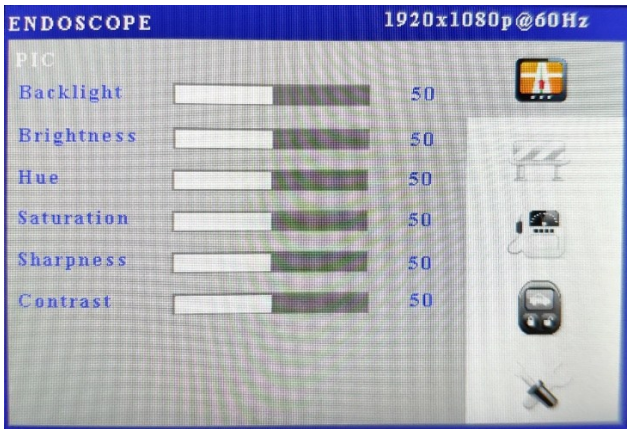 ENDOSCOPE 1920x1080p@60Hz
PIC
Backlight 50
Brightness 50
Hue 50
Saturation 50
Sharpness 50
Contrast 50